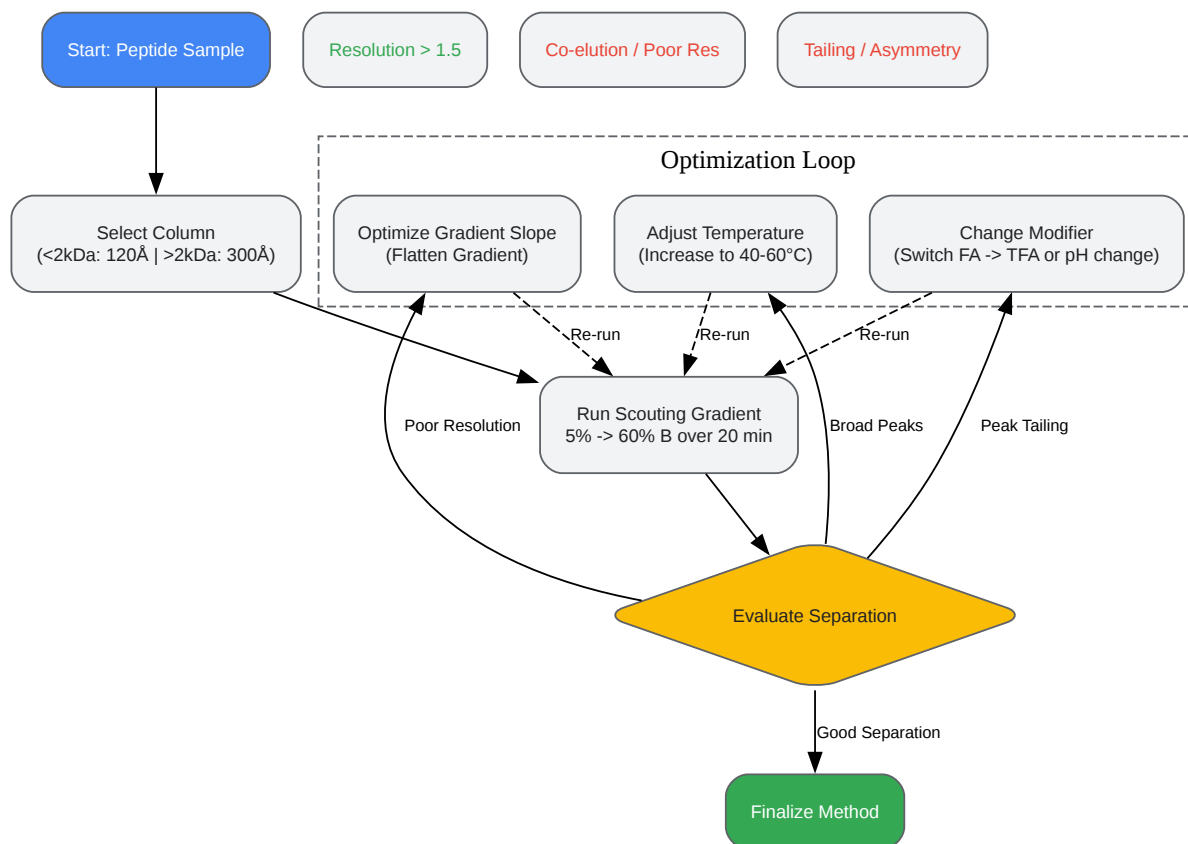 Start: Peptide Sample
Resolution > 1.5
Co-elution / Poor Res
Tailing / Asymmetry
Optimization Loop
Select Column
(<2kDa: 120Å | >2kDa: 300Å)
Optimize Gradient Slope
(Flatten Gradient)
Adjust Temperature
(Increase to 40-60°C)
Change Modifier
(Switch FA -> TFA or pH change)
Re-run
Re-run
Re-run
Poor Resolution
Run Scouting Gradient
5% -> 60% B over 20 min
Broad Peaks
Peak Tailing
Evaluate Separation
Good Separation
Finalize Method